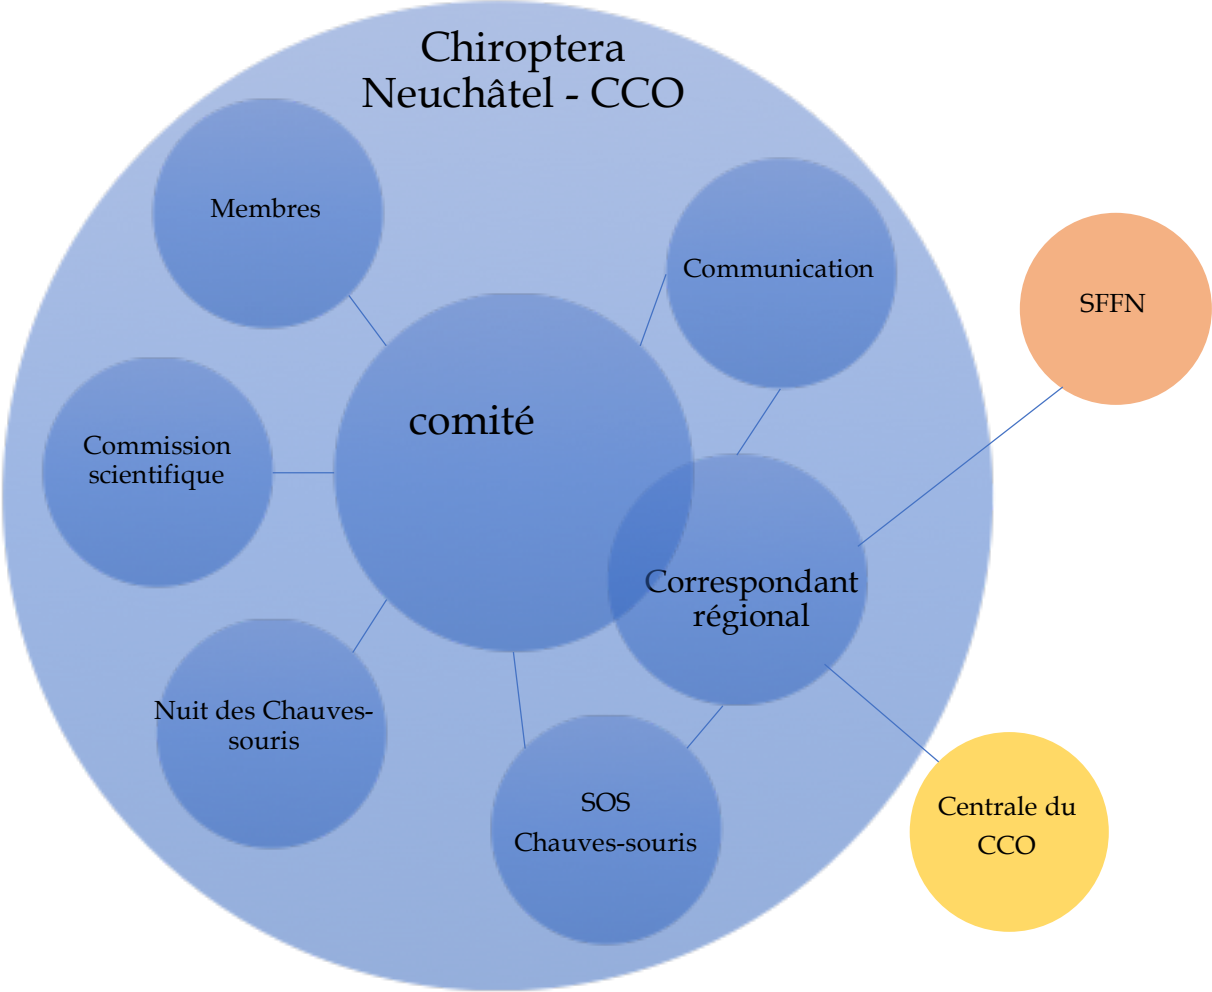 Chiroptera
Neuchâtel - CCO
Membres
Communication
SFFN
comité
Commission
scientifique
Correspondant
régional
Nuit des Chauves-
souris
SOS
Chauves-souris
Centrale du
CCO